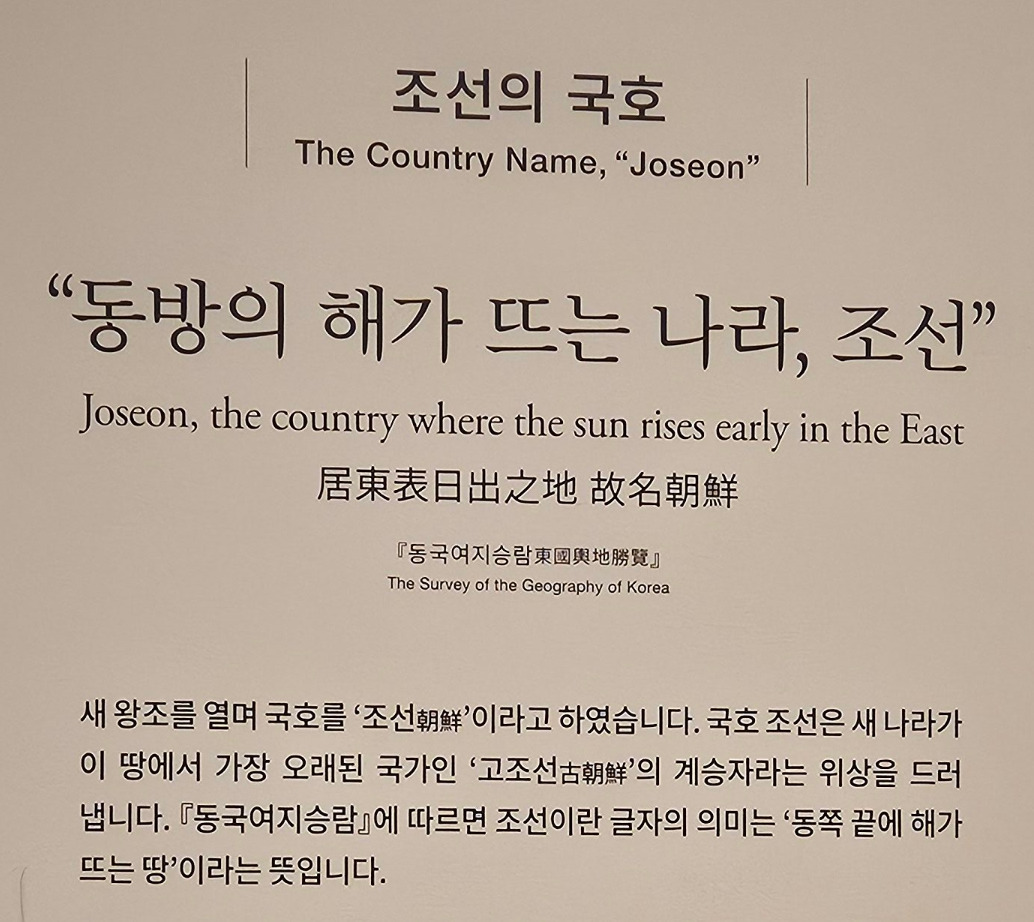 조선의 국호
The Country Name, “Joseon”
“동방의 해가 뜨는 나라, 조선”
Joseon, the country where the sun rises early in the East
居東表日出之地 故名朝鮮
『동국여지승람東國輿地勝覽』
The Survey of the Geography of Korea
새 왕조를 열며 국호를 ‘조선朝鮮’이라고 하였습니다. 국호 조선은 새 나라가
이 땅에서 가장 오래된 국가인 ‘고조선古朝鮮’의 계승자라는 위상을 드러
냅니다. 『동국여지승람』에 따르면 조선이란 글자의 의미는 ‘동쪽 끝에 해가
뜨는 땅’이라는 뜻입니다.